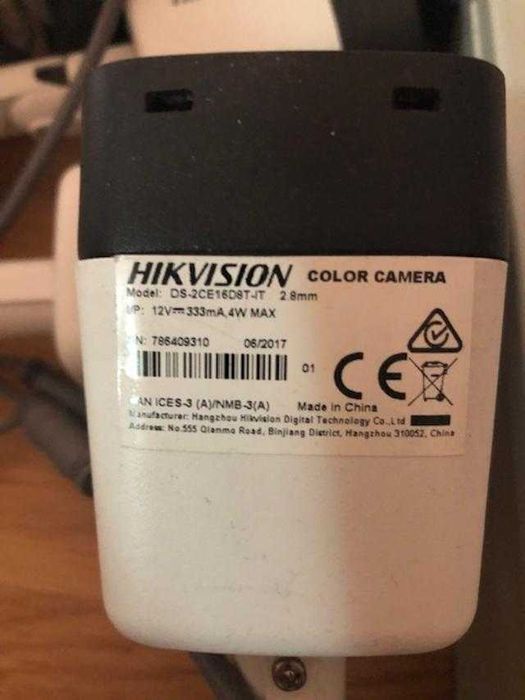 HIKVISION COLOR CAMERA
Model: DS-2CE16D8T-IT 2.8mm
I/P: 12V⎓333mA,4W MAX
N: 786409310 06/2017
01
CE
AN ICES-3 (A)/NMB-3(A) Made in China
Manufacturer: Hangzhou Hikvision Digital Technology Co.,Ltd
Address: No.555 Qianmo Road, Binjiang District, Hangzhou 310052, China